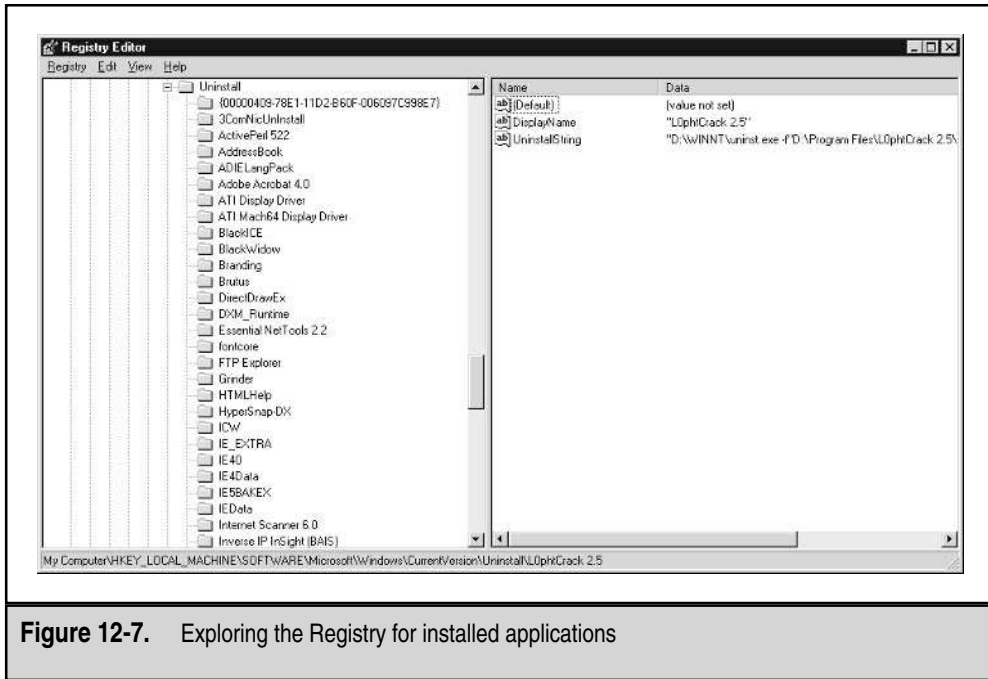 Registry Editor
Registry Edit View Help
Uninstall
{00000409-78E1-11D2-B60F-006097C998E7}
3ComNicUnInstall
ActivePerl 522
AddressBook
ADIELangPack
Adobe Acrobat 4.0
ATI Display Driver
ATI Mach64 Display Driver
BlackICE
BlackWidow
Branding
Brutus
DirectDrawEx
DXM_Runtime
Essential NetTools 2.2
fontcore
FTP Explorer
Grinder
HTMLHelp
HyperSnap-DX
ICW
IE_EXTRA
IE40
IE4Data
IE5BAKEX
IEData
Internet Scanner 6.0
Inverse IP InSight (BAIS)
Name Data
(Default) (value not set)
DisplayName "L0phtCrack 2.5"
UninstallString "D:\WINNT\uninst.exe -f"D:\Program Files\L0phtCrack 2.5\
My Computer\HKEY_LOCAL_MACHINE\SOFTWARE\Microsoft\Windows\CurrentVersion\Uninstall\L0phtCrack 2.5
Figure 12-7. Exploring the Registry for installed applications